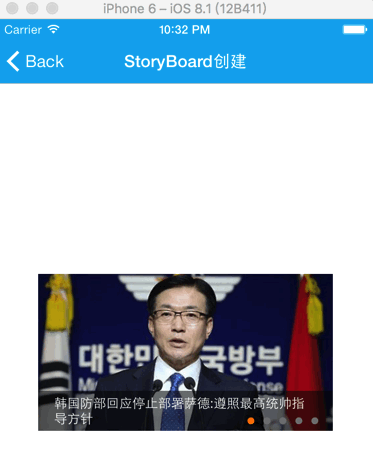 iPhone 6 – iOS 8.1 (12B411)
Carrier 10:32 PM
Back StoryBoard创建
대한민 국방부
M ense
韩国防部回应停止部署萨德:遵照最高统帅指
导方针